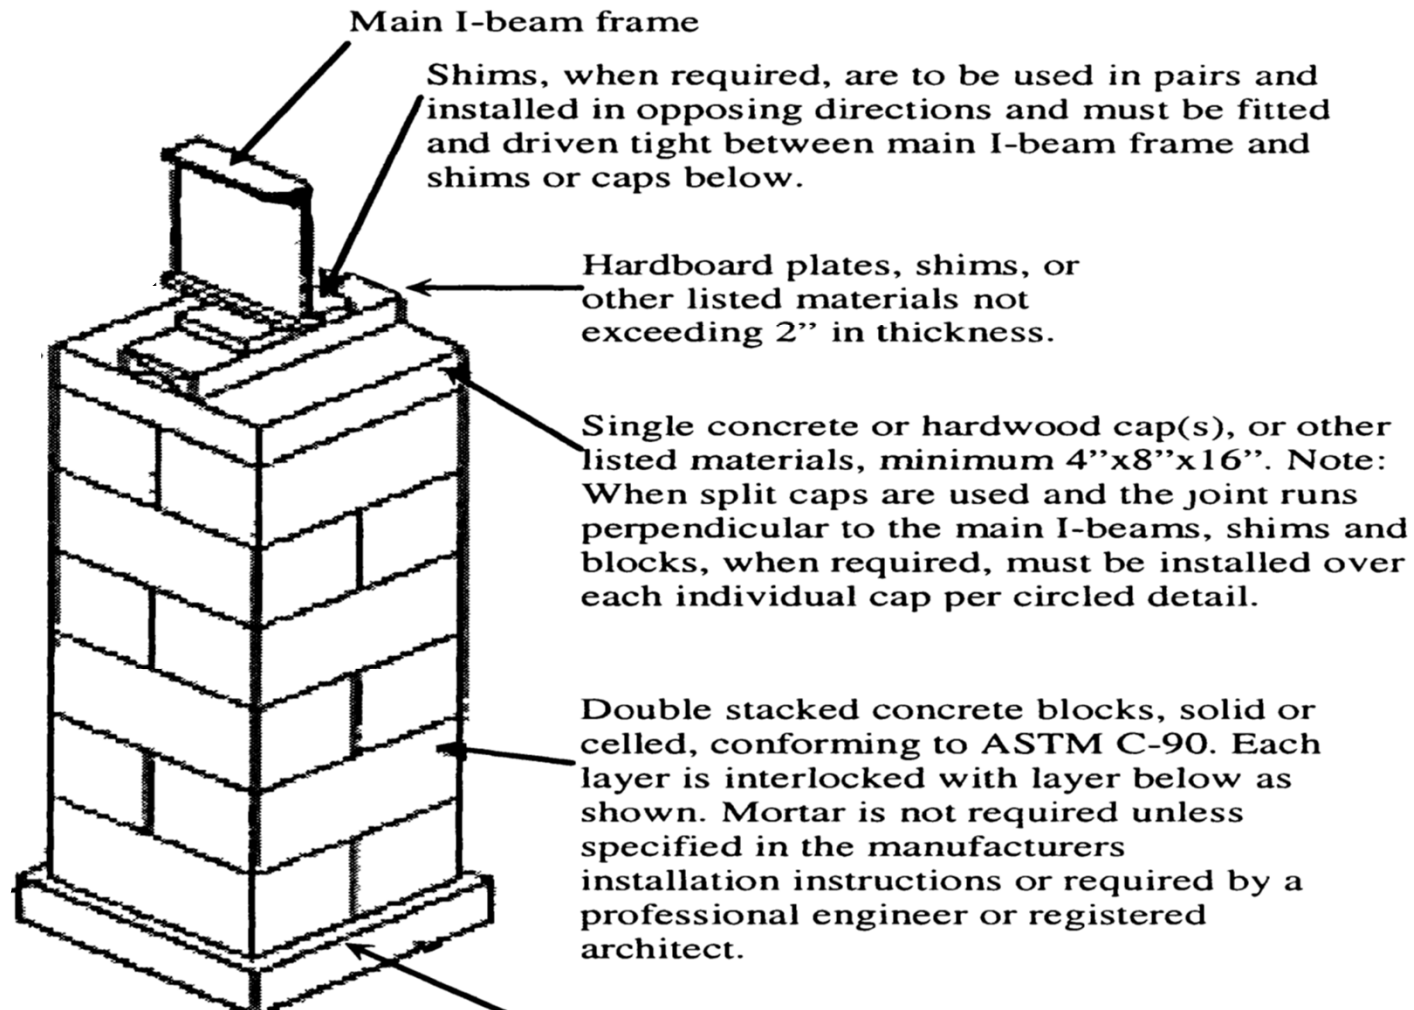 Main I-beam frame
Shims, when required, are to be used in pairs and
installed in opposing directions and must be fitted
and driven tight between main I-beam frame and
shims or caps below.
Hardboard plates, shims, or
other listed materials not
exceeding 2” in thickness.
Single concrete or hardwood cap(s), or other
listed materials, minimum 4”x8”x16”. Note:
When split caps are used and the joint runs
perpendicular to the main I-beams, shims and
blocks, when required, must be installed over
each individual cap per circled detail.
Double stacked concrete blocks, solid or
celled, conforming to ASTM C-90. Each
layer is interlocked with layer below as
shown. Mortar is not required unless
specified in the manufacturers
installation instructions or required by a
professional engineer or registered
architect.